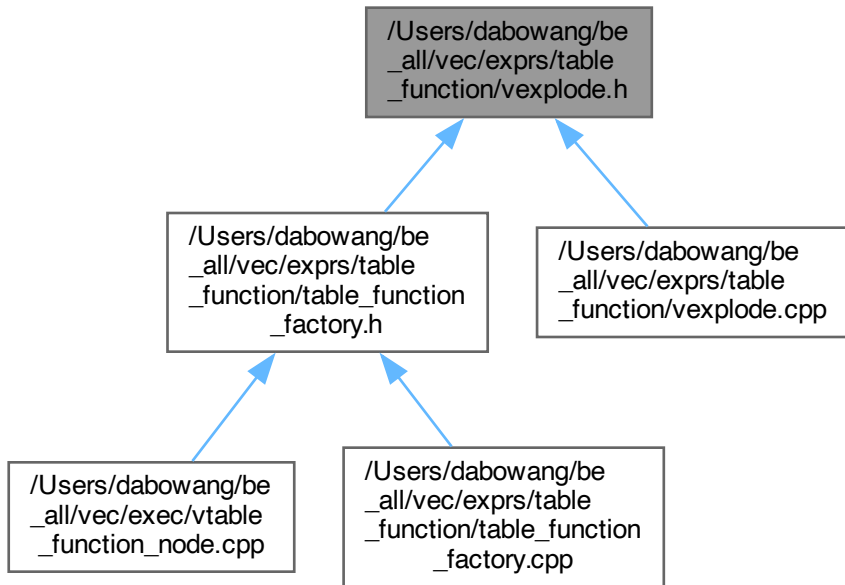 /Users/dabowang/be
_all/vec/exprs/table
_function/vexplode.h
/Users/dabowang/be
_all/vec/exprs/table
_function/table_function
_factory.h
/Users/dabowang/be
_all/vec/exprs/table
_function/vexplode.cpp
/Users/dabowang/be
_all/vec/exec/vtable
_function_node.cpp
/Users/dabowang/be
_all/vec/exprs/table
_function/table_function
_factory.cpp